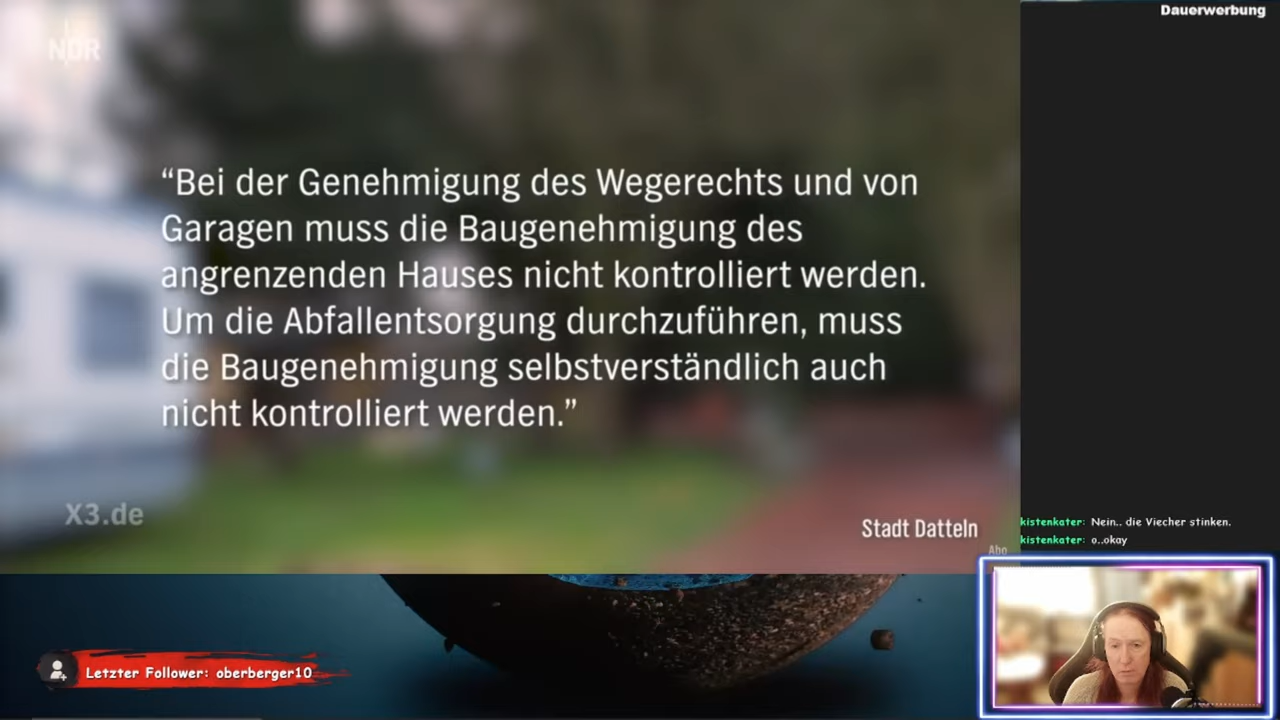 Dauerwerbung
NDR
“Bei der Genehmigung des Wegerechts und von
Garagen muss die Baugenehmigung des
angrenzenden Hauses nicht kontrolliert werden.
Um die Abfallentsorgung durchzuführen, muss
die Baugenehmigung selbstverständlich auch
nicht kontrolliert werden.”
X3.de
Stadt Datteln
Abo
kistenkater: Nein.. die Viecher stinken.
kistenkater: o..okay
Letzter Follower: oberberger10